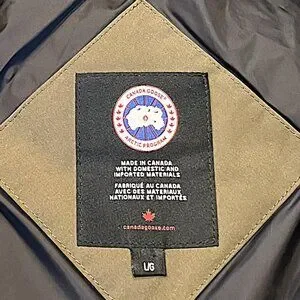 CANADA GOOSE
ARCTIC PROGRAM
MADE IN CANADA
WITH DOMESTIC AND
IMPORTED MATERIALS
FABRIQUÉ AU CANADA
AVEC DES MATÉRIAUX
NATIONAUX ET IMPORTÉS
canadagoose.com
L/G